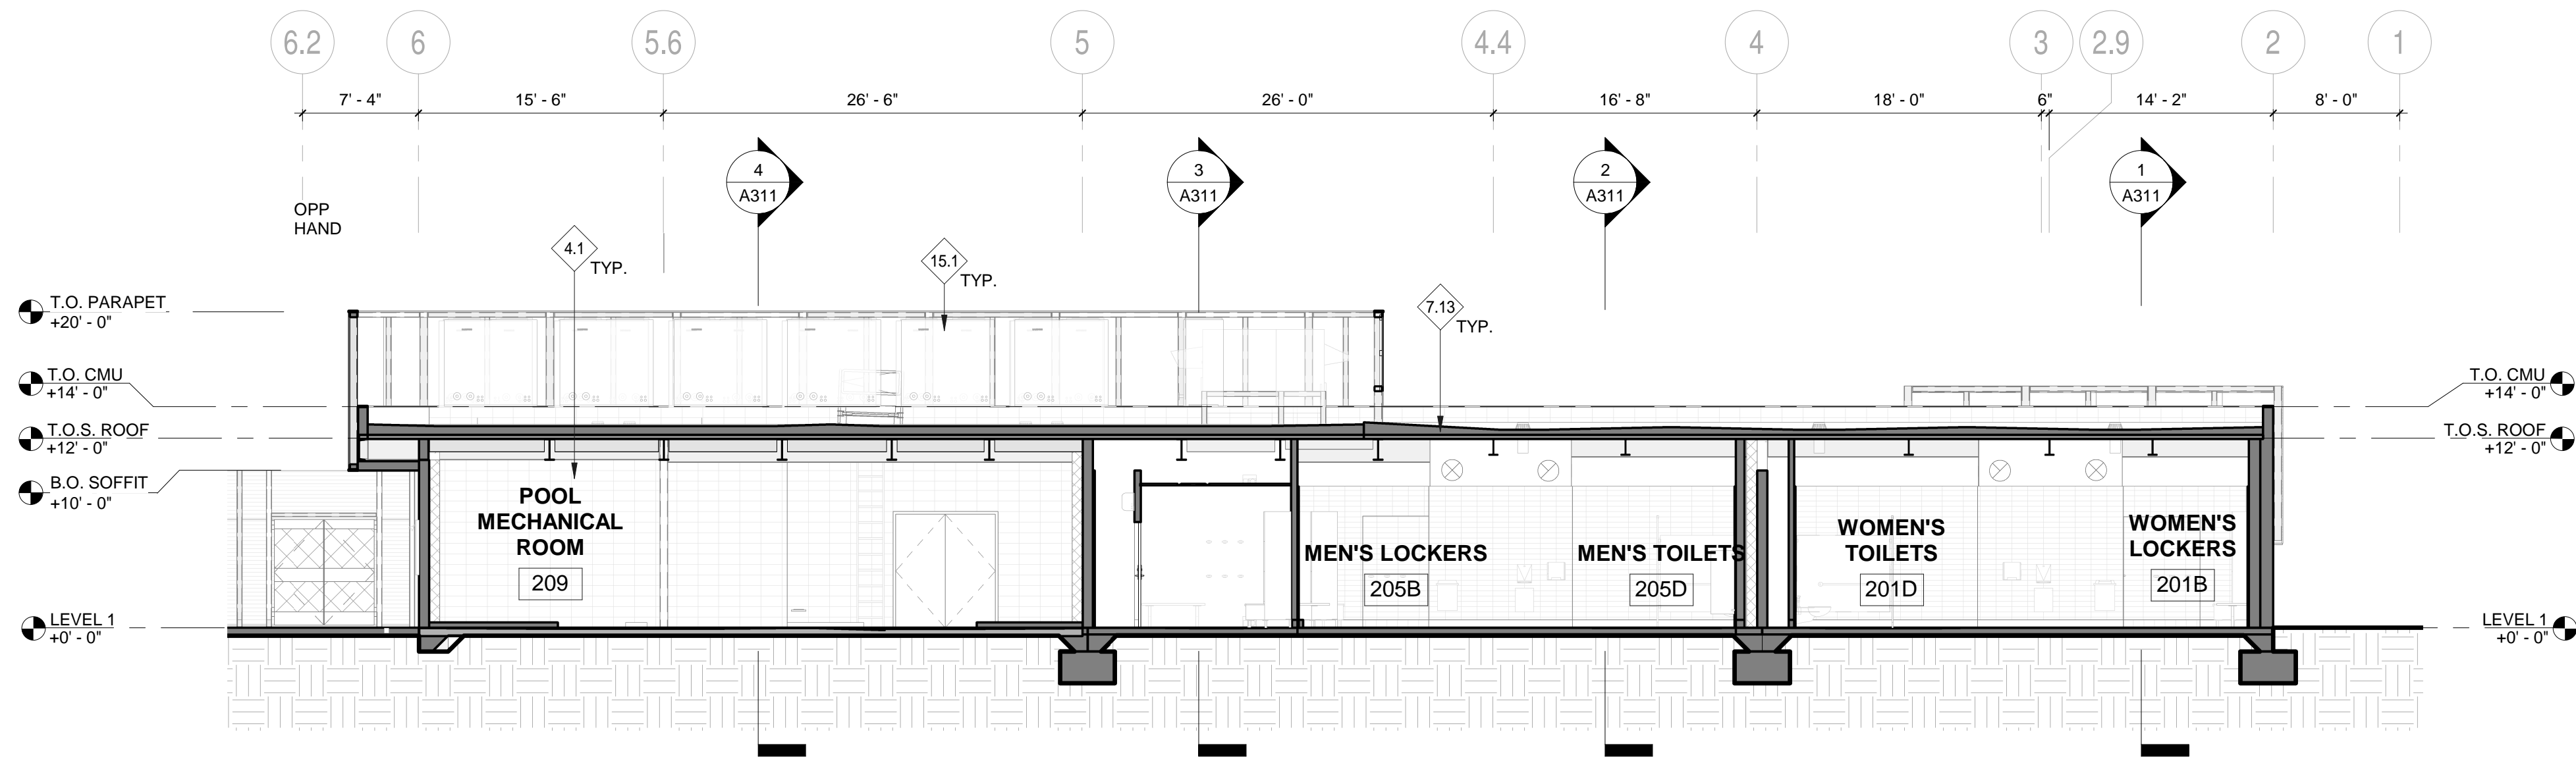 6.2 6 5.6 5 4.4 4 3 2.9 2 1
7' - 4" 15' - 6" 26' - 6" 26' - 0" 16' - 8" 18' - 0" 6" 14' - 2" 8' - 0"
4
A311
3
A311
2
A311
1
A311
OPP
HAND
4.1
TYP.
15.1
TYP.
7.13
TYP.
T.O. PARAPET
+20' - 0"
T.O. CMU
+14' - 0"
T.O.S. ROOF
+12' - 0"
B.O. SOFFIT
+10' - 0"
LEVEL 1
+0' - 0"
POOL
MECHANICAL
ROOM
209
MEN'S LOCKERS
205B
MEN'S TOILETS
205D
WOMEN'S
TOILETS
201D
WOMEN'S
LOCKERS
201B
T.O. CMU
+14' - 0"
T.O.S. ROOF
+12' - 0"
LEVEL 1
+0' - 0"